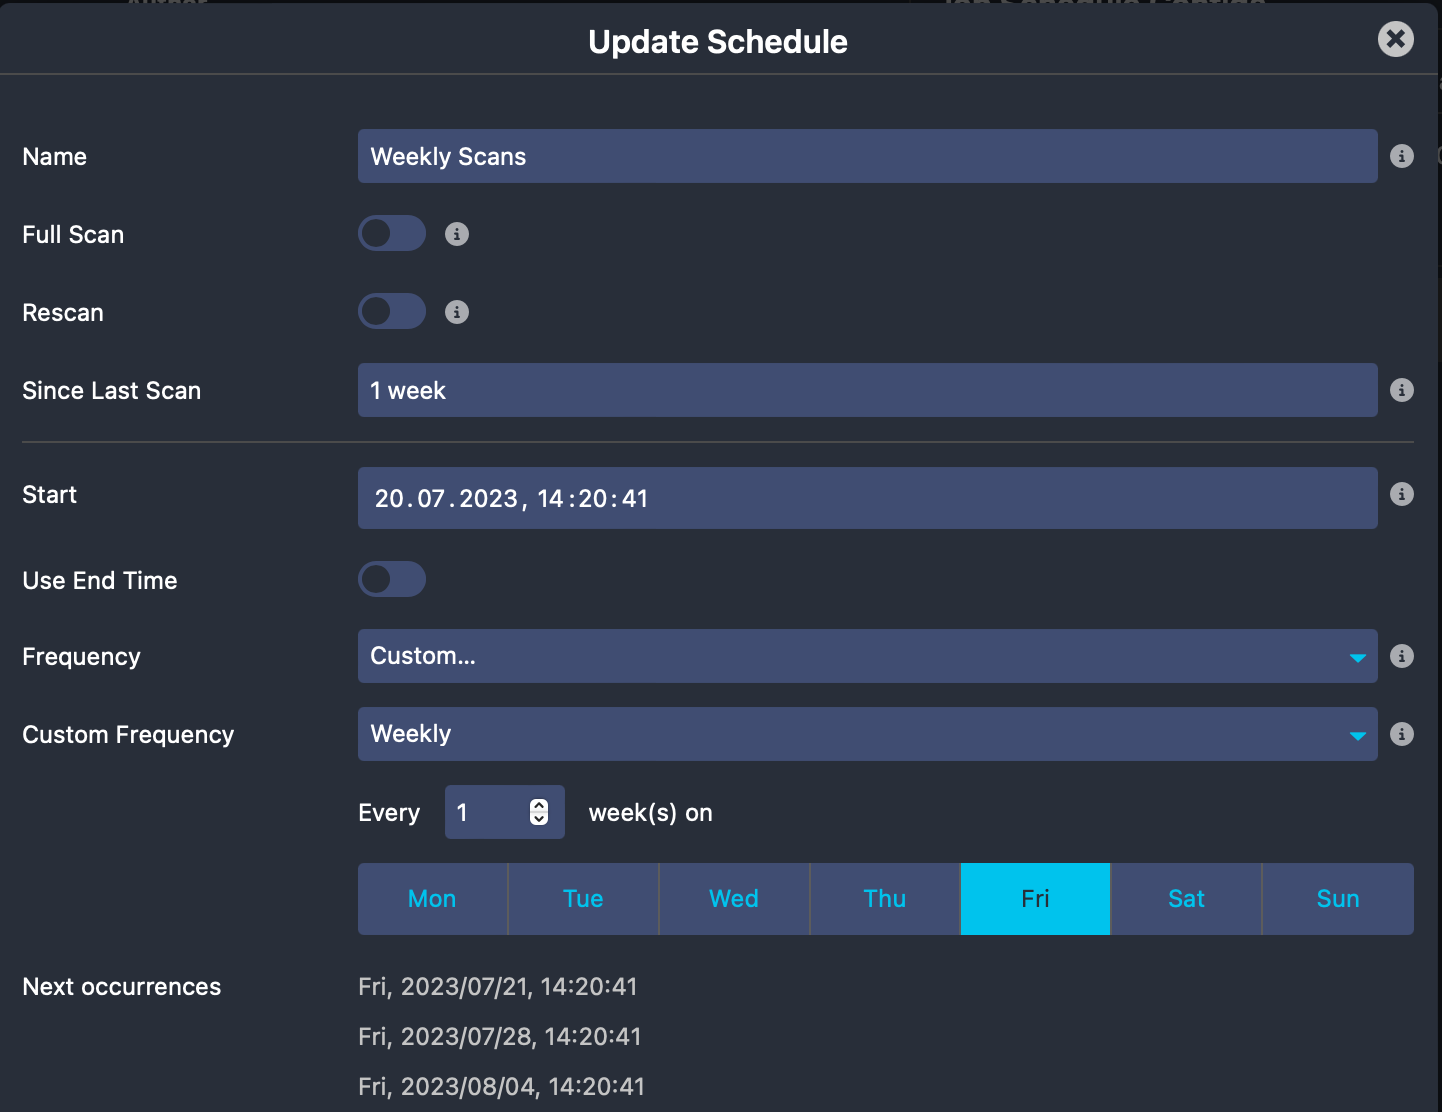 Update Schedule
Name
Weekly Scans
Full Scan
Rescan
Since Last Scan
1 week
Start
20.07.2023, 14:20:41
Use End Time
Frequency
Custom...
Custom Frequency
Weekly
Every 1 week(s) on
Mon Tue Wed Thu Fri Sat Sun
Next occurrences
Fri, 2023/07/21, 14:20:41
Fri, 2023/07/28, 14:20:41
Fri, 2023/08/04, 14:20:41